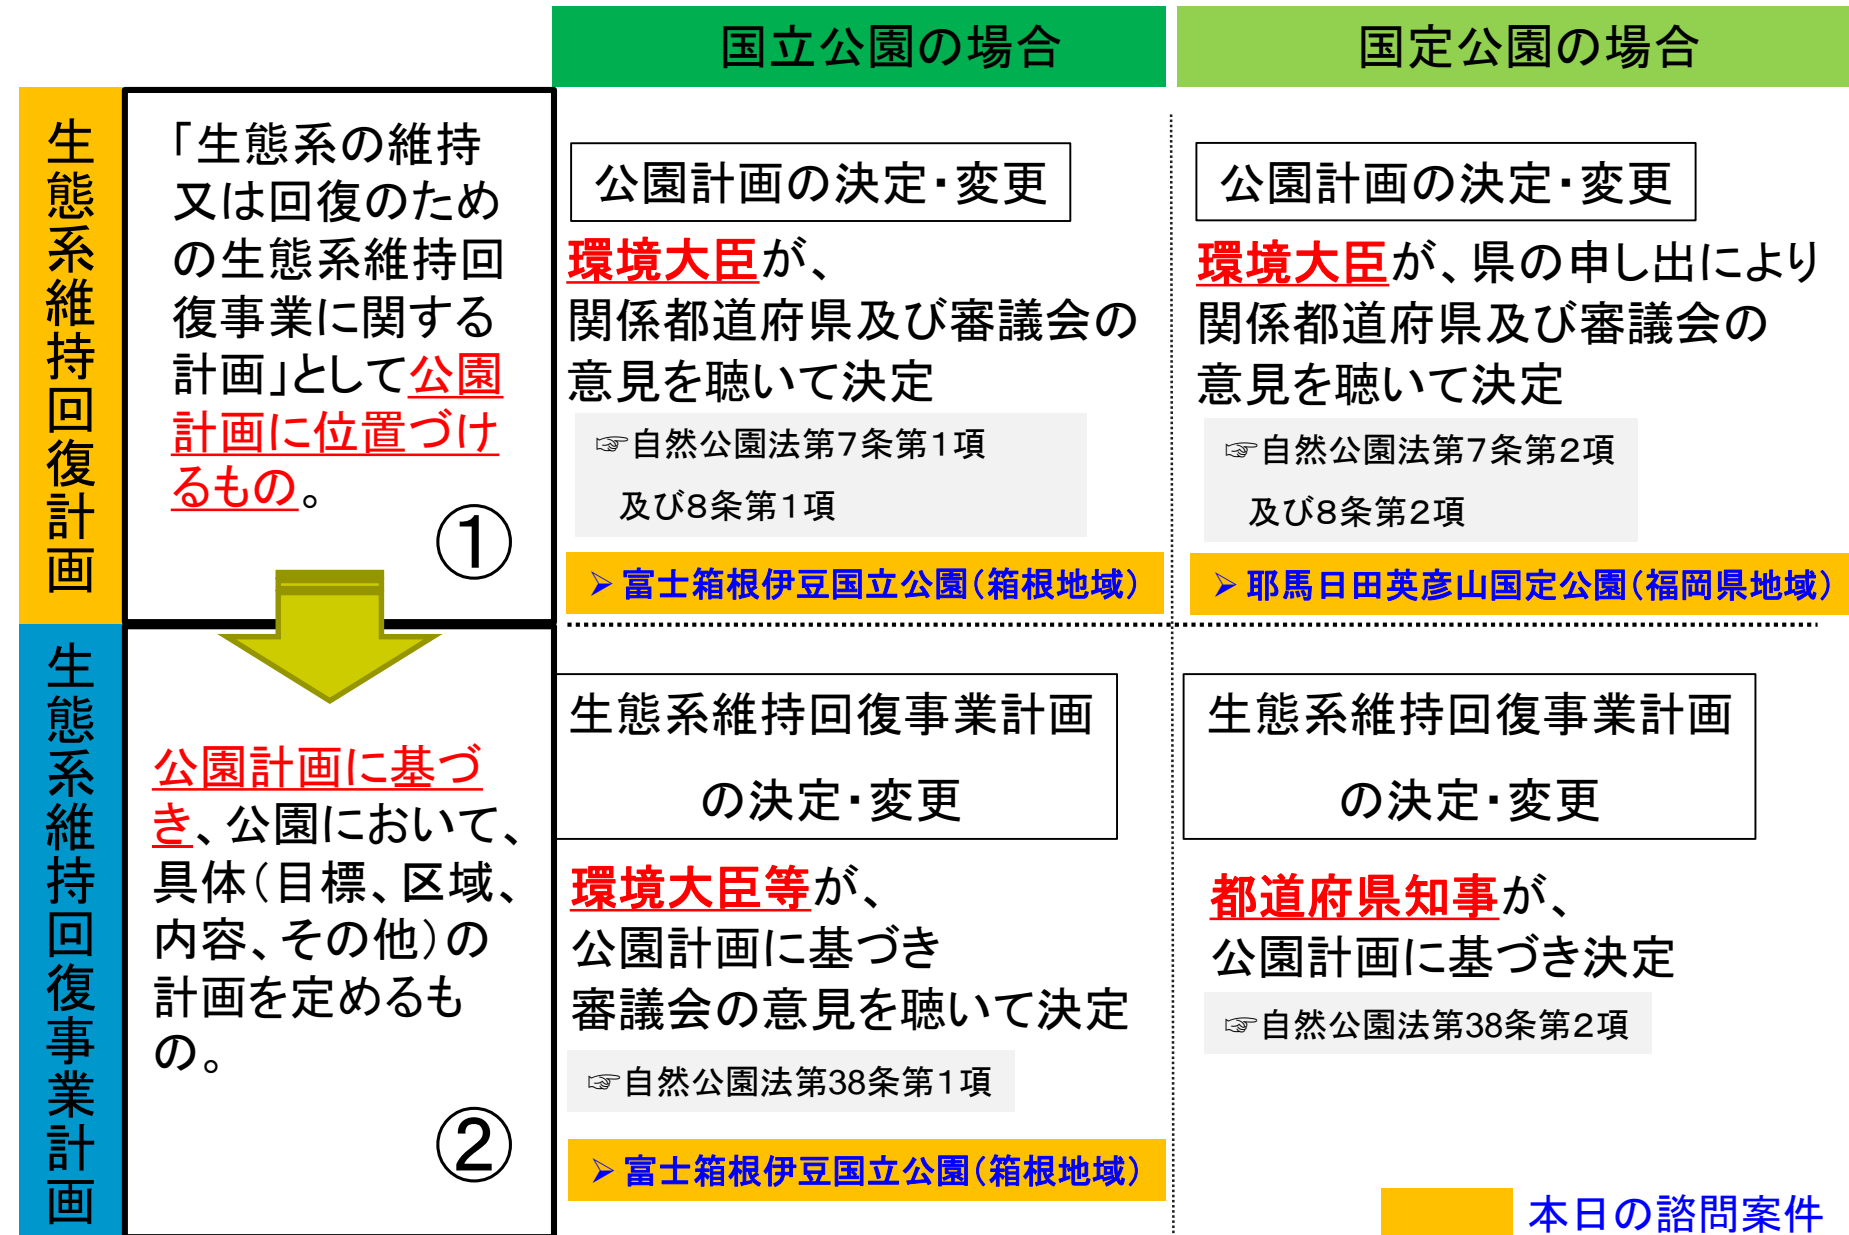 国立公園の場合
国定公園の場合
生態系維持回復計画
「生態系の維持
又は回復のため
の生態系維持回
復事業に関する
計画」として公園
計画に位置づけ
るもの。
①
公園計画の決定・変更
環境大臣が、
関係都道府県及び審議会の
意見を聴いて決定
☞自然公園法第7条第1項
及び8条第1項
➢富士箱根伊豆国立公園(箱根地域)
公園計画の決定・変更
環境大臣が、県の申し出により
関係都道府県及び審議会の
意見を聴いて決定
☞自然公園法第7条第2項
及び8条第2項
➢耶馬日田英彦山国定公園(福岡県地域)
生態系維持回復事業計画
公園計画に基づ
き、公園において、
具体(目標、区域、
内容、その他)の
計画を定めるも
の。
②
生態系維持回復事業計画
の決定・変更
環境大臣等が、
公園計画に基づき
審議会の意見を聴いて決定
☞自然公園法第38条第1項
➢富士箱根伊豆国立公園(箱根地域)
生態系維持回復事業計画
の決定・変更
都道府県知事が、
公園計画に基づき決定
☞自然公園法第38条第2項
本日の諮問案件